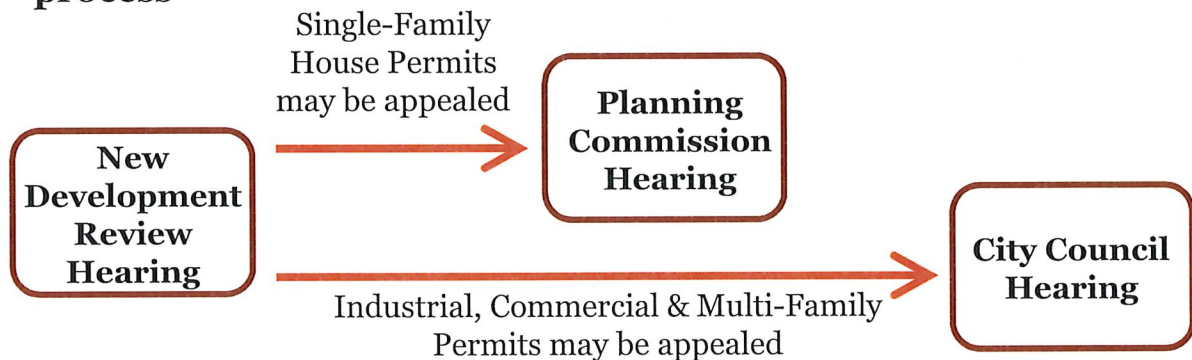 process
Single-Family
House Permits
may be appealed
Planning
Commission
Hearing
New
Development
Review
Hearing
City Council
Hearing
Industrial, Commercial & Multi-Family
Permits may be appealed